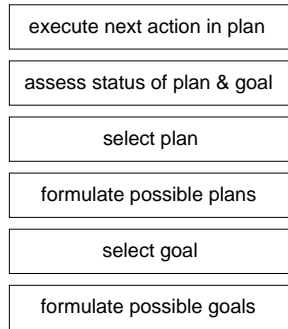 execute next action in plan
assess status of plan & goal
select plan
formulate possible plans
select goal
formulate possible goals